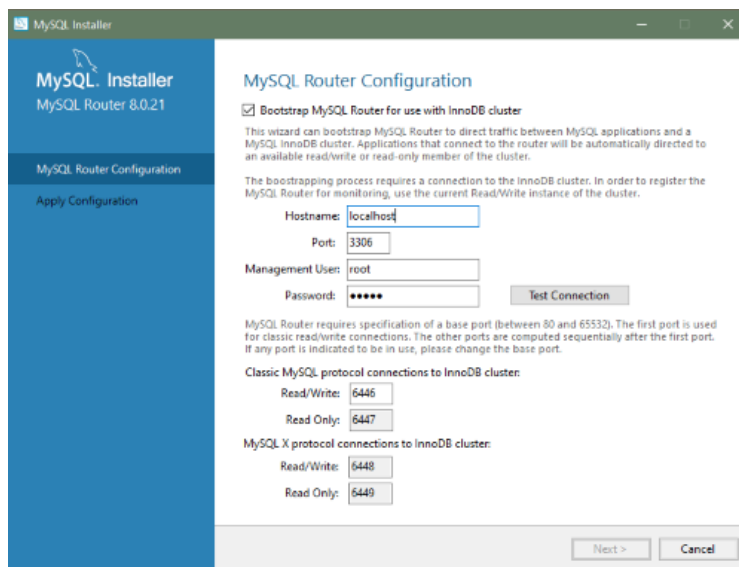 MySQL Installer
MySQL. Installer
MySQL Router 8.0.21
MySQL Router Configuration
Apply Configuration
MySQL Router Configuration
Bootstrap MySQL Router for use with InnoDB cluster
This wizard can bootstrap MySQL Router to direct traffic between MySQL applications and a
MySQL InnoDB cluster. Applications that connect to the router will be automatically directed to
an available read/write or read-only member of the cluster.
The boostrapping process requires a connection to the InnoDB cluster. In order to register the
MySQL Router for monitoring, use the current Read/Write instance of the cluster.
Hostname: localhost
Port: 3306
Management User: root
Password: ●●●●●
Test Connection
MySQL Router requires specification of a base port (between 80 and 65532). The first port is used
for classic read/write connections. The other ports are computed sequentially after the first port.
If any port is indicated to be in use, please change the base port.
Classic MySQL protocol connections to InnoDB cluster:
Read/Write: 6446
Read Only: 6447
MySQL X protocol connections to InnoDB cluster:
Read/Write: 6448
Read Only: 6449
Next > Cancel